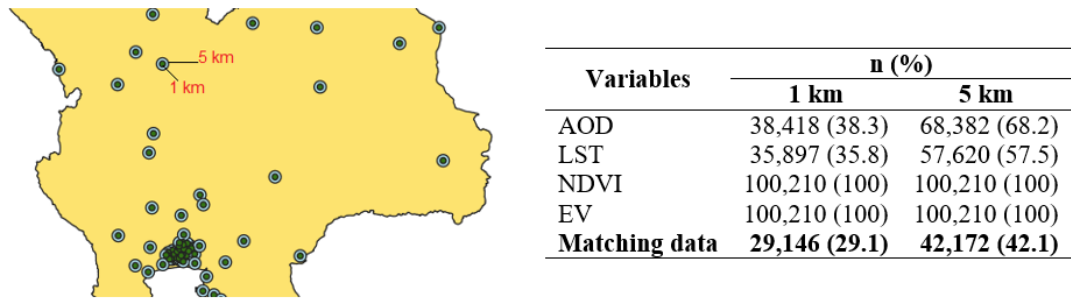 5 km
1 km
Variables n (%)
1 km 5 km
AOD 38,418 (38.3) 68,382 (68.2)
LST 35,897 (35.8) 57,620 (57.5)
NDVI 100,210 (100) 100,210 (100)
EV 100,210 (100) 100,210 (100)
Matching data 29,146 (29.1) 42,172 (42.1)